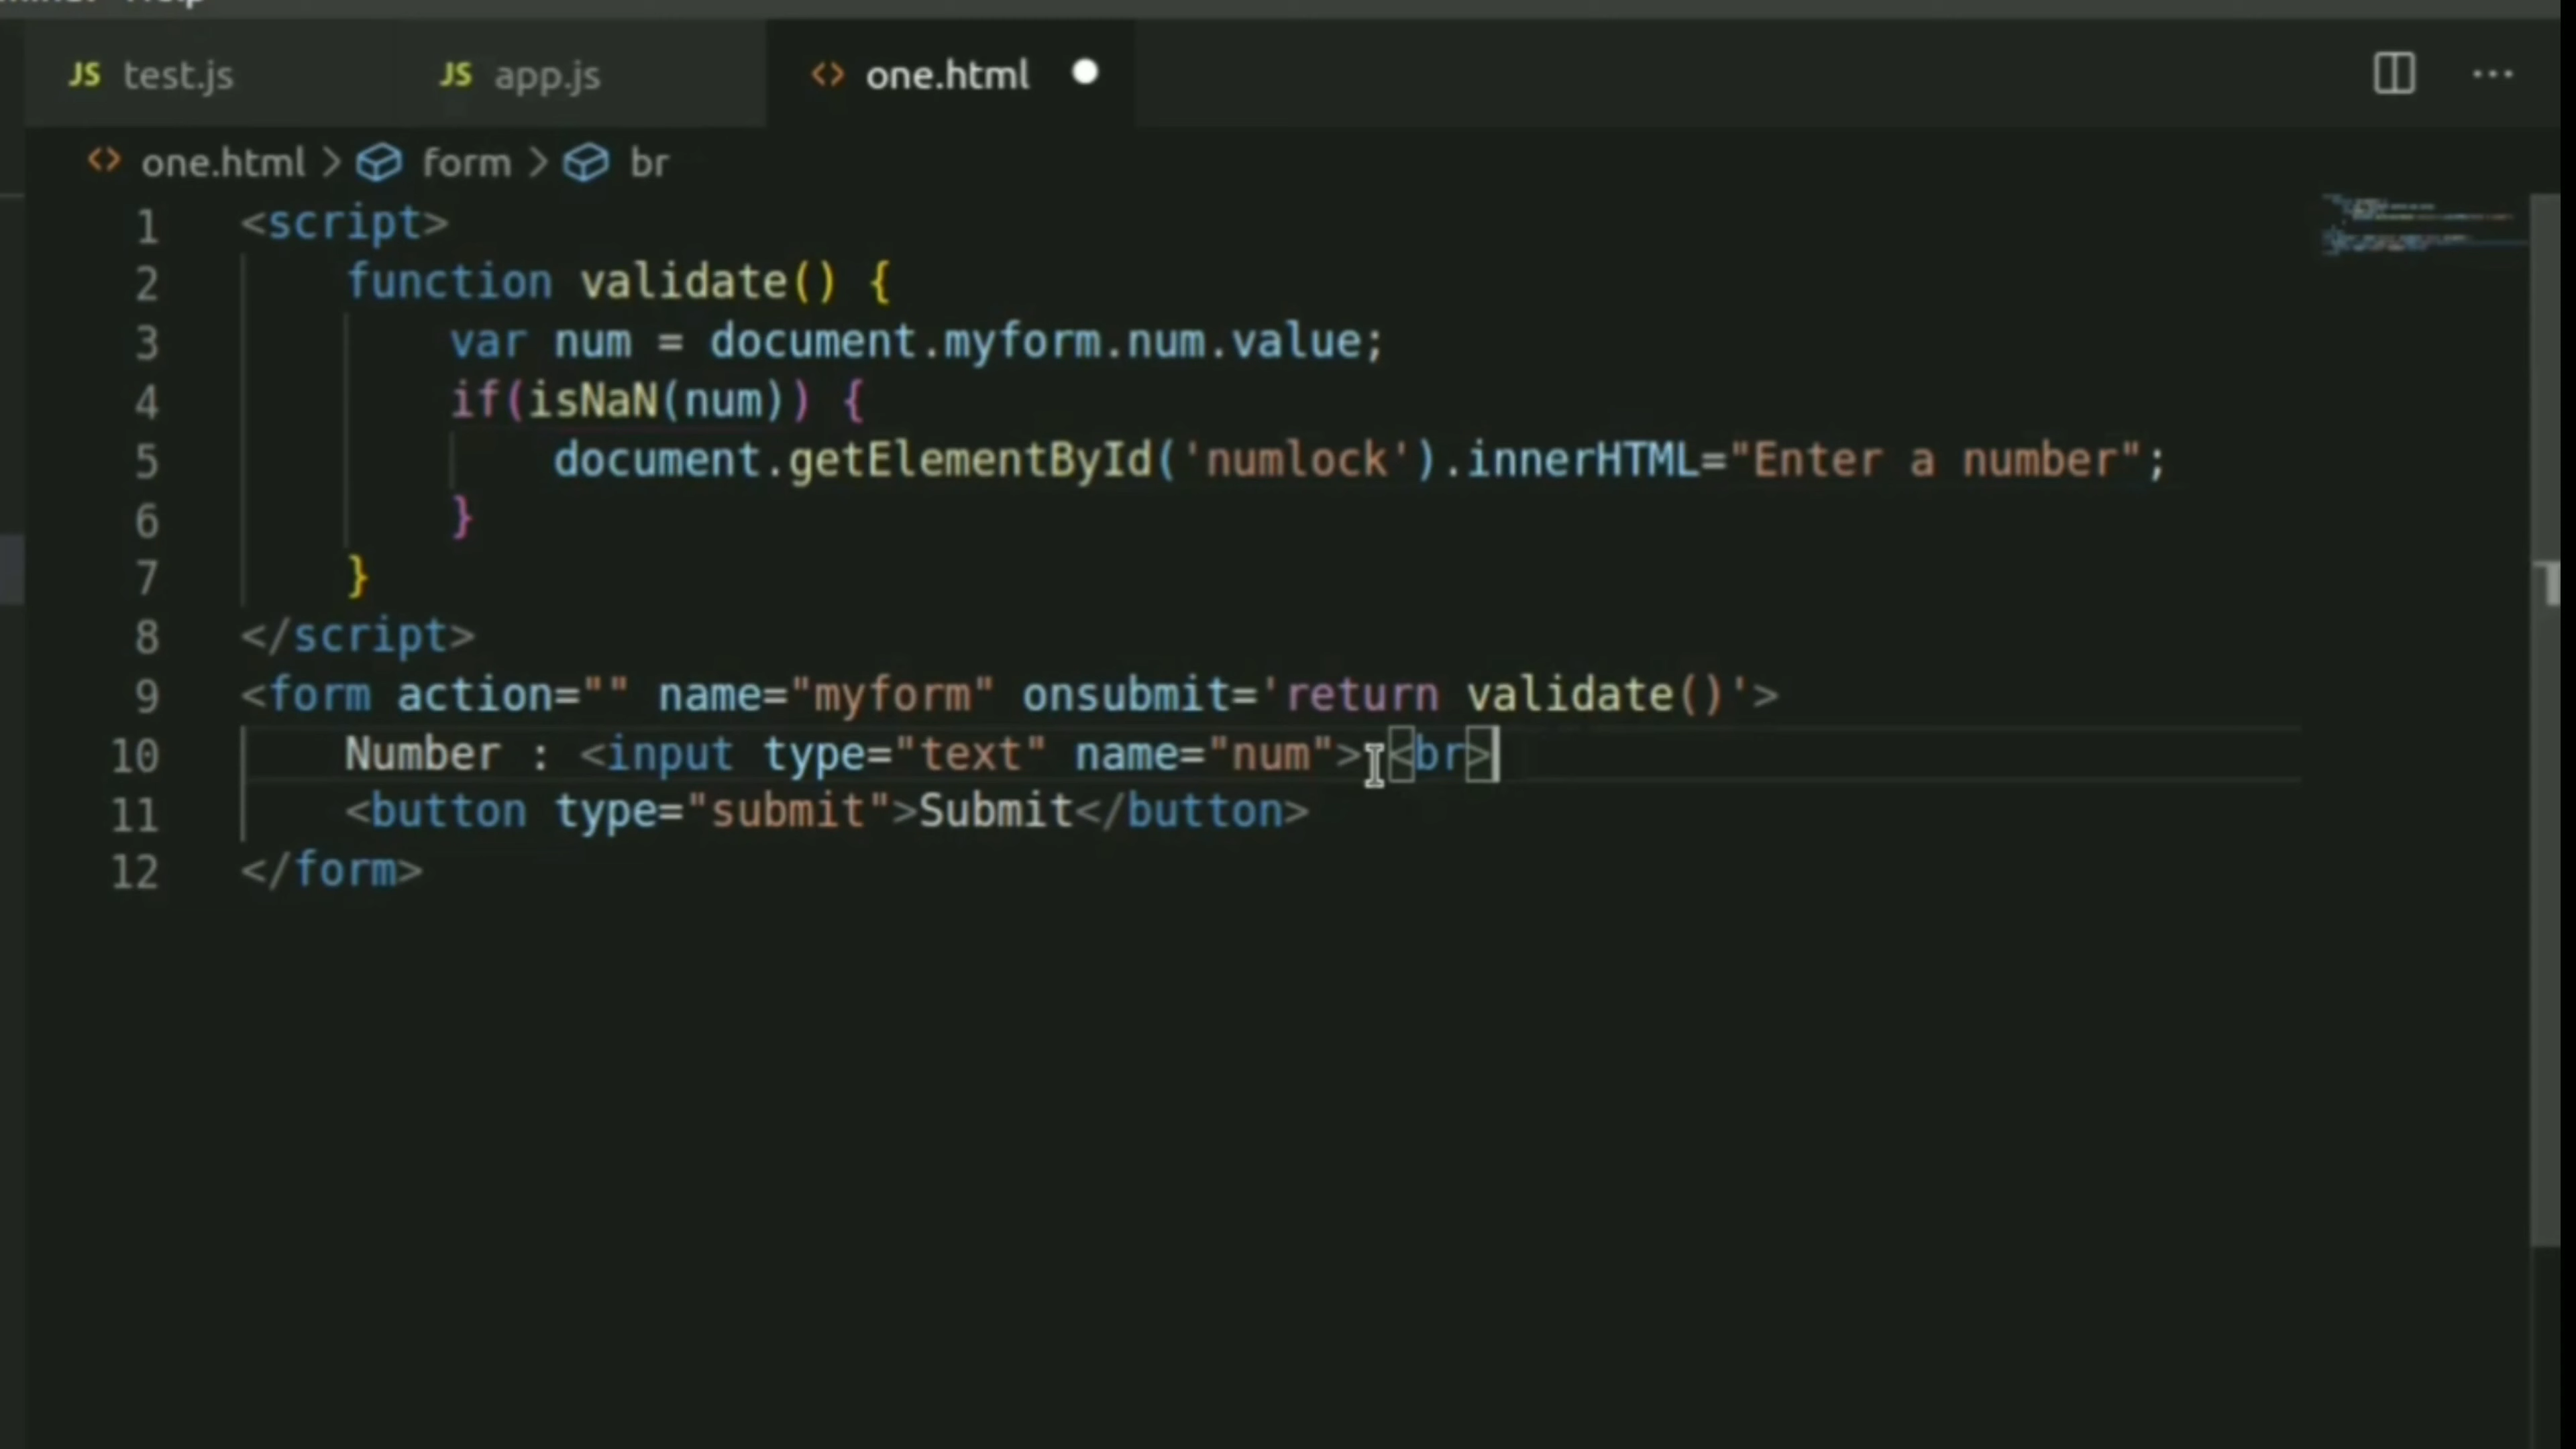 JS test.js JS app.js <> one.html
<> one.html > form > br
1 <script>
2 function validate() {
3 var num = document.myform.num.value;
4 if(isNaN(num)) {
5 document.getElementById('numlock').innerHTML="Enter a number";
6 }
7 }
8 </script>
9 <form action="" name="myform" onsubmit='return validate()'>
10 Number : <input type="text" name="num"> <br>
11 <button type="submit">Submit</button>
12 </form>